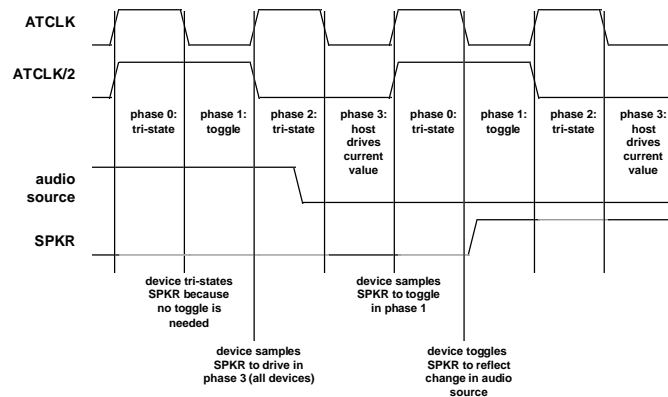 ATCLK
ATCLK/2
phase 0:
tri-state
phase 1:
toggle
phase 2:
tri-state
phase 3:
host
drives
current
value
phase 0:
tri-state
phase 1:
toggle
phase 2:
tri-state
phase 3:
host
drives
current
value
audio
source
SPKR
device tri-states
SPKR because
no toggle is
needed
device samples
SPKR to toggle
in phase 1
device samples
SPKR to drive in
phase 3 (all devices)
device toggles
SPKR to reflect
change in audio
source